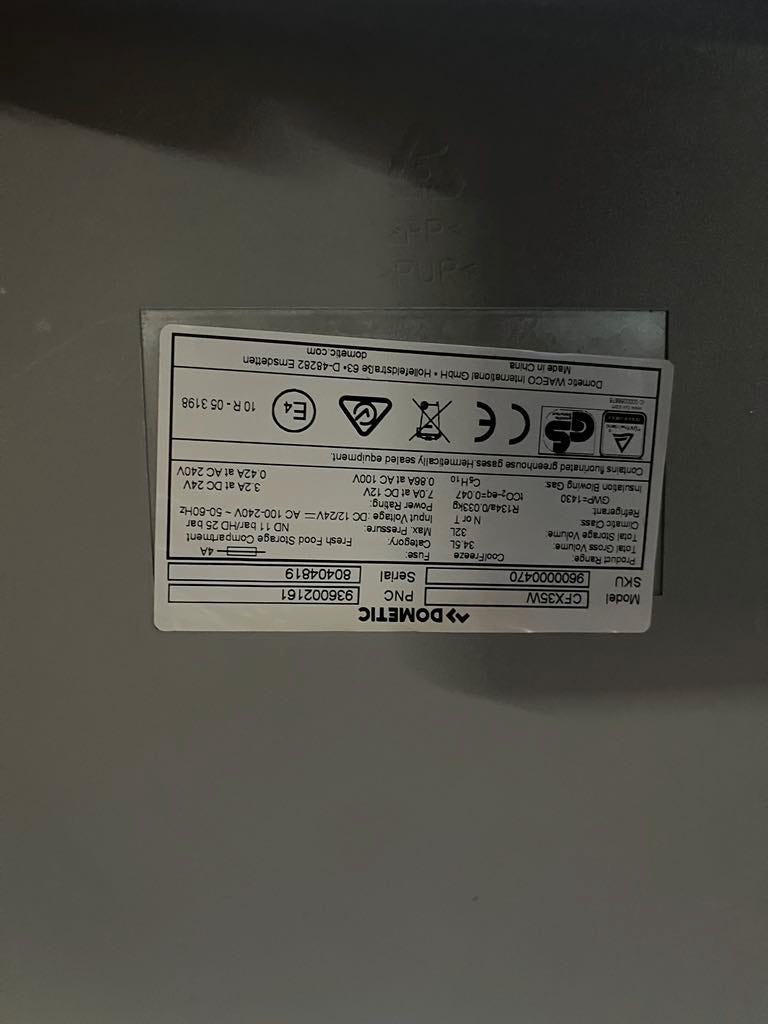 DOMETIC
Model CFX35W PNC 936002161
SKU 9600000470 Serial 80404819
Product Range: CoolFreeze Fuse: 4A
Total Gross Volume: 34.5L Category: Fresh Food Storage Compartment
Total Storage Volume: 32L Max. Pressure: ND 11 bar/HD 25 bar
Climatic Class: N or T Input Voltage: DC 12/24V⎓ AC 100-240V ~ 50-60Hz
Refrigerant: R134a/0.033kg Power Rating:
GWP=1430 tCO2-eq=0.047 7.0A at DC 12V 3.2A at DC 24V
Insulation Blowing Gas C5H10 0.86A at AC 100V 0.42A at AC 240V
Contains fluorinated greenhouse gases Hermetically sealed equipment.
GS CE E4 10 R - 05 3198
Dometic WAECO International GmbH • Hollefeldstraße 63 • D-48282 Emsdetten
Made in China dometic.com
>PUR<
>PP<